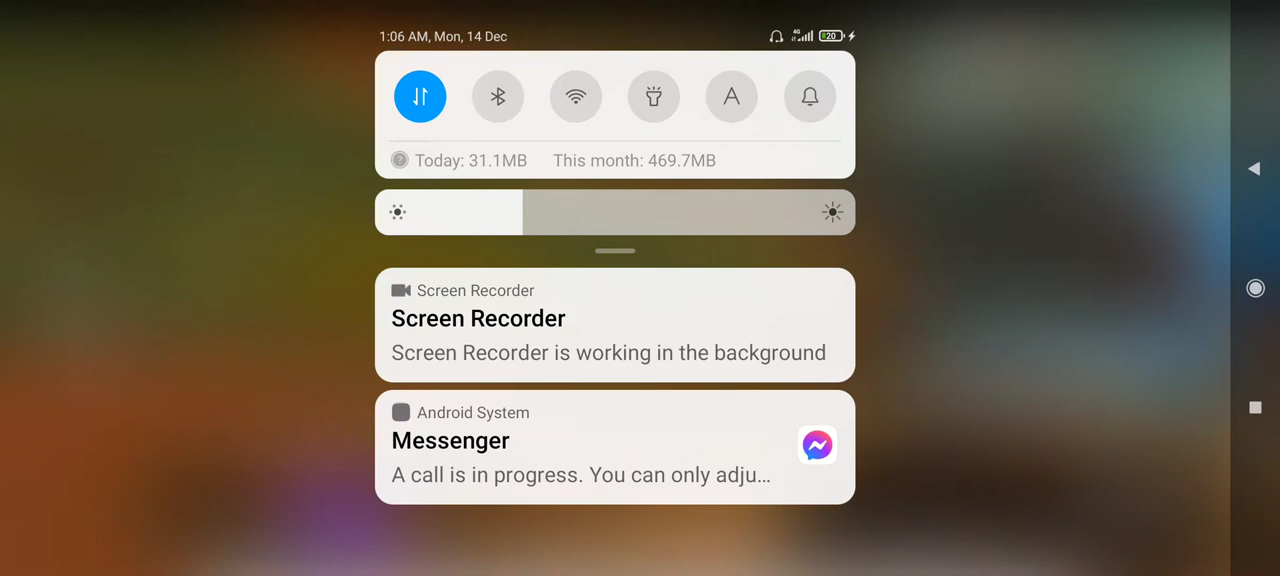 1:06 AM, Mon, 14 Dec
4G
20
Today: 31.1MB This month: 469.7MB
Screen Recorder
Screen Recorder
Screen Recorder is working in the background
Android System
Messenger
A call is in progress. You can only adju...